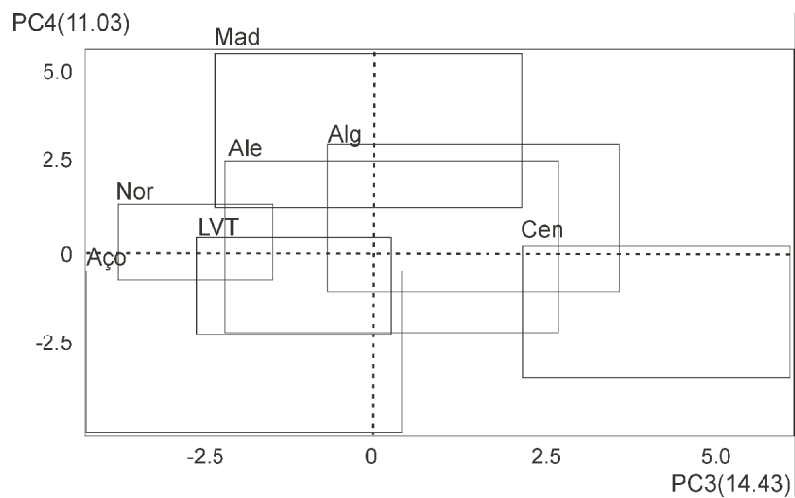 PC4(11.03)
Mad
5.0
Alg
Ale
2.5
Nor
LVT
Cen
0
Aço
-2.5
-2.5 0 2.5 5.0
PC3(14.43)